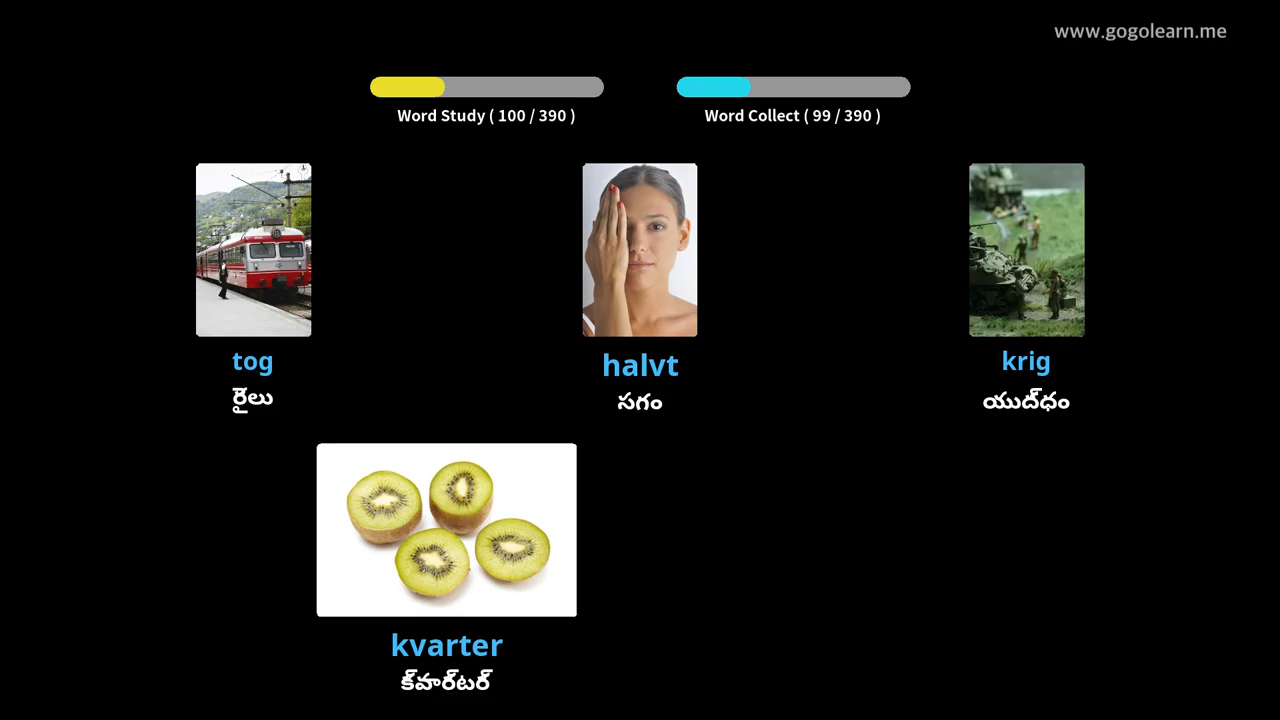 www.gogolearn.me
Word Study ( 100 / 390 )
Word Collect ( 99 / 390 )
tog
రైలు
halvt
సగం
krig
యుద్ధం
kvarter
క్వార్టర్